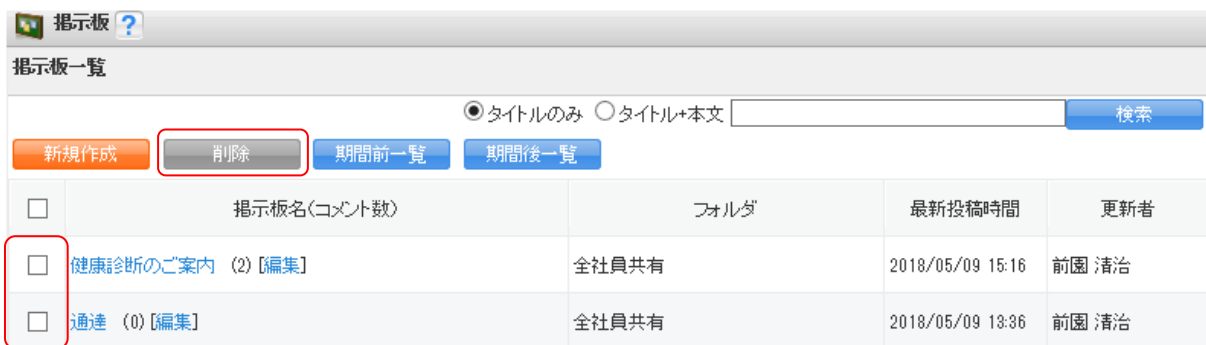 掲示板 ?
掲示板一覧
タイトルのみ タイトル+本文 検索
新規作成 削除 期間前一覧 期間後一覧
掲示板名(コメント数) フォルダ 最新投稿時間 更新者
健康診断のご案内 (2) [編集] 全社員共有 2018/05/09 15:16 前園 清治
通達 (0) [編集] 全社員共有 2018/05/09 13:36 前園 清治